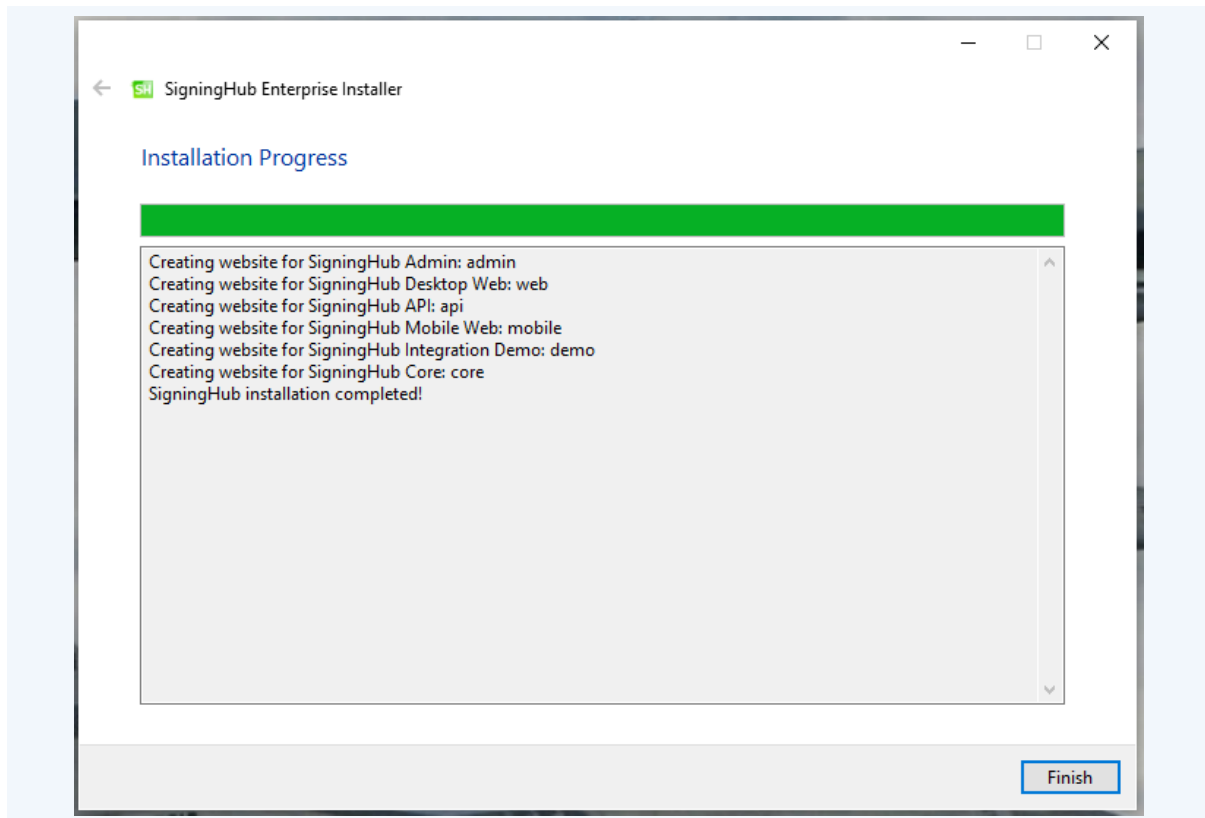 SH SigningHub Enterprise Installer
Installation Progress
Creating website for SigningHub Admin: admin
Creating website for SigningHub Desktop Web: web
Creating website for SigningHub API: api
Creating website for SigningHub Mobile Web: mobile
Creating website for SigningHub Integration Demo: demo
Creating website for SigningHub Core: core
SigningHub installation completed!
Finish